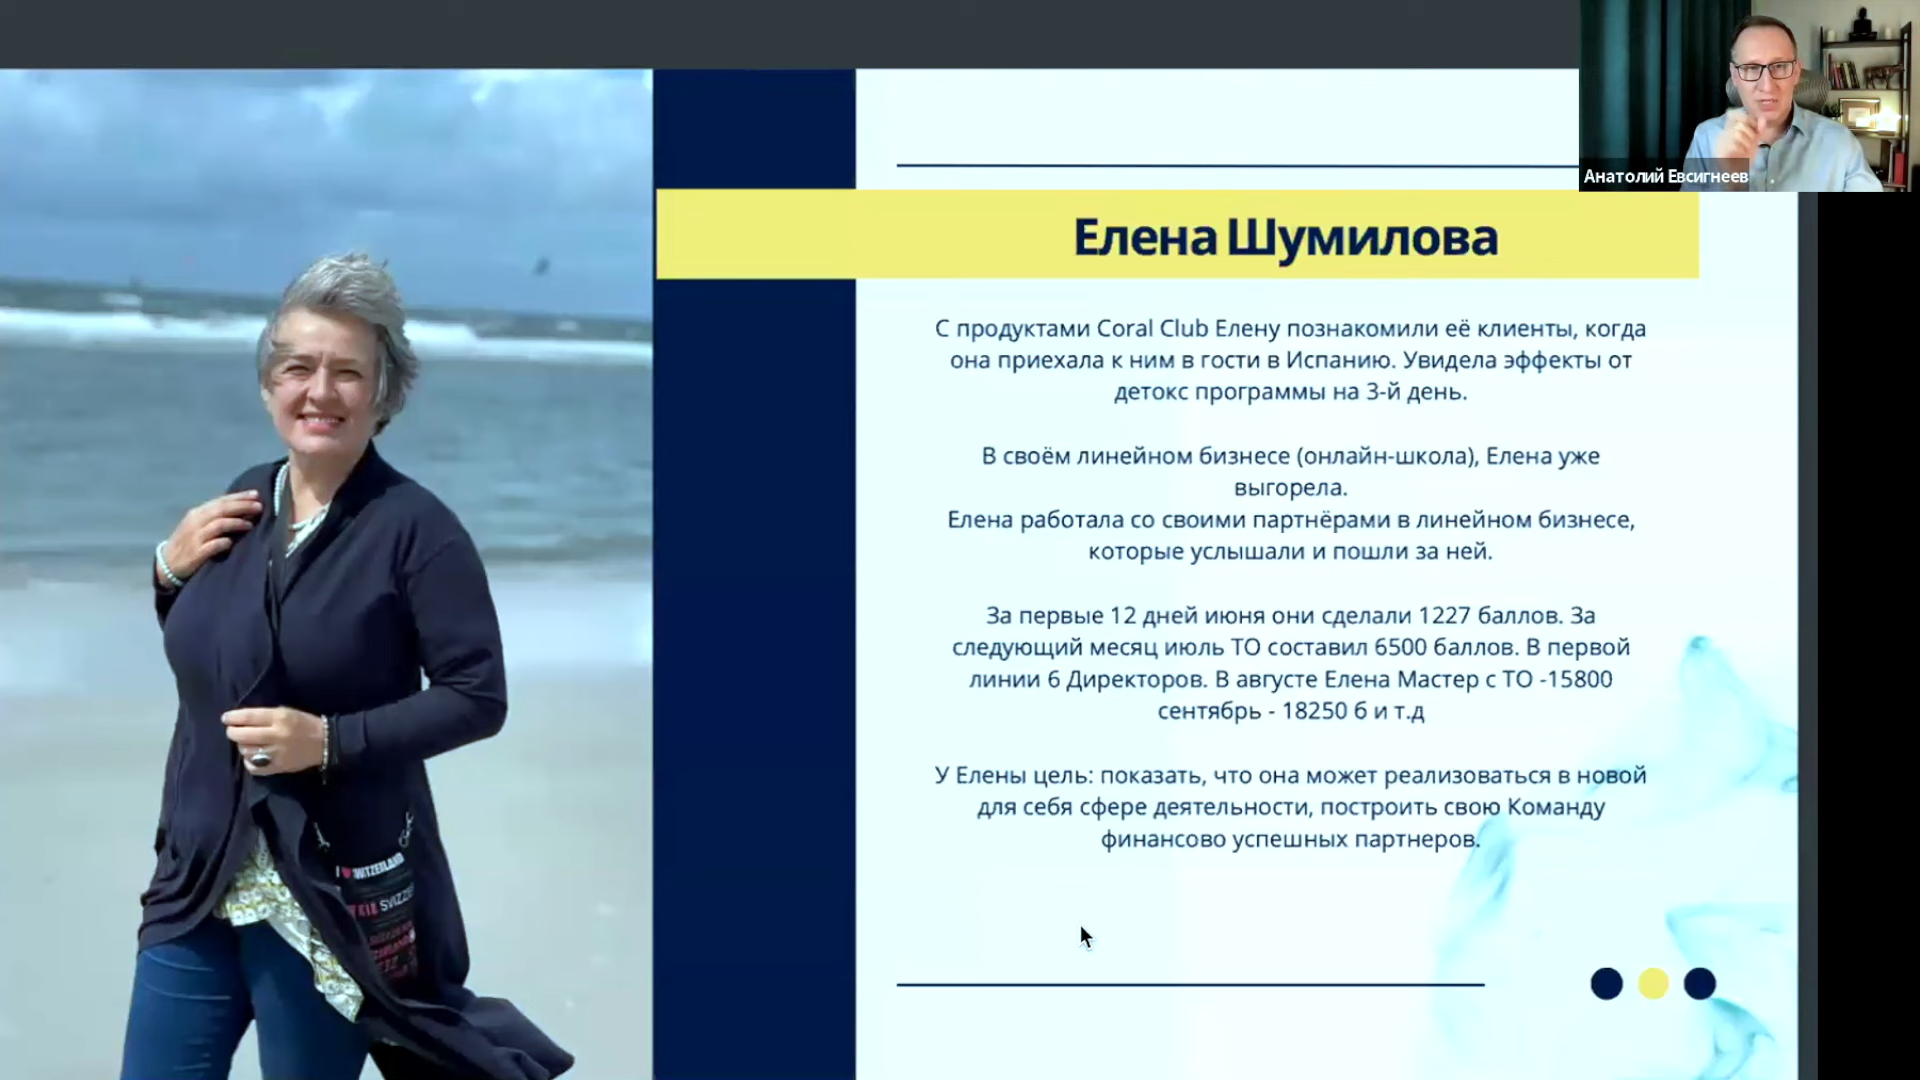 Анатолий Евсигнеев
Елена Шумилова
С продуктами Coral Club Елену познакомили её клиенты, когда
она приехала к ним в гости в Испанию. Увидела эффекты от
детокс программы на 3-й день.
В своём линейном бизнесе (онлайн-школа), Елена уже
выгорела.
Елена работала со своими партнёрами в линейном бизнесе,
которые услышали и пошли за ней.
За первые 12 дней июня они сделали 1227 баллов. За
следующий месяц июль ТО составил 6500 баллов. В первой
линии 6 Директоров. В августе Елена Мастер с ТО -15800
сентябрь - 18250 б и т.д
У Елены цель: показать, что она может реализоваться в новой
для себя сфере деятельности, построить свою Команду
финансово успешных партнеров.
I